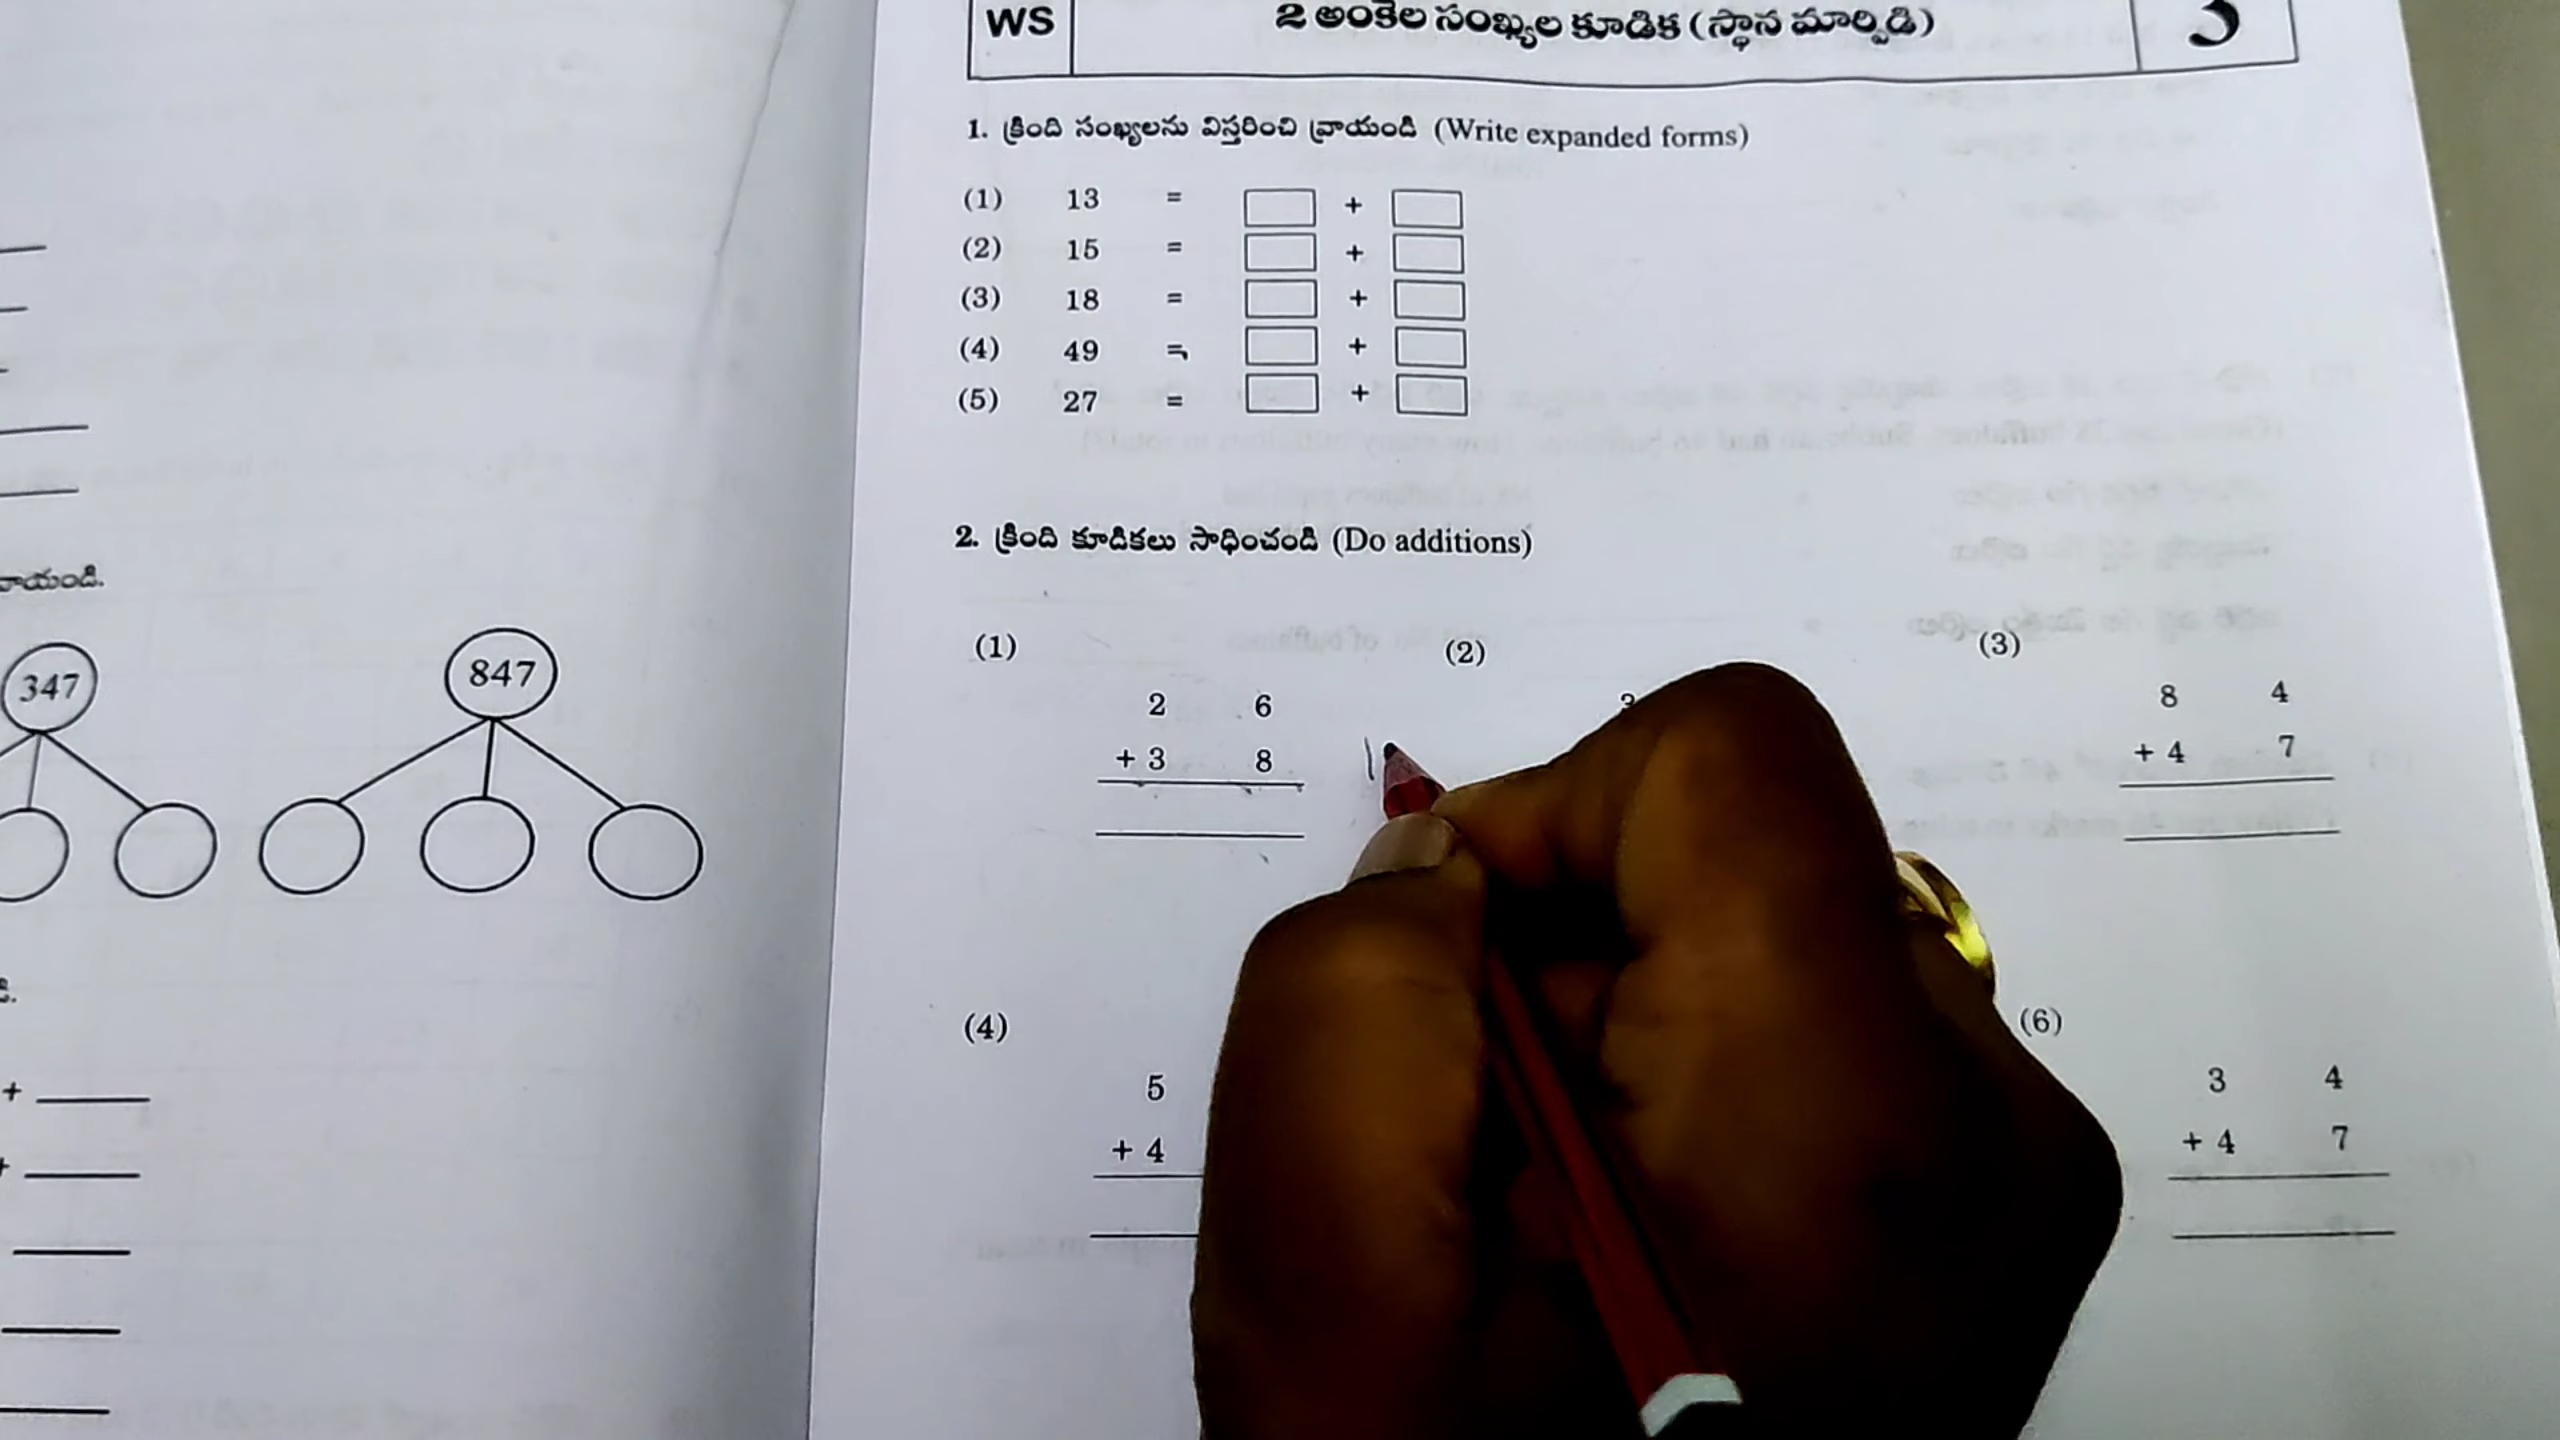 WS
2 అంకెల సంఖ్యల కూడిక (స్థాన మార్పిడి)
1. క్రింది సంఖ్యలను విస్తరించి వ్రాయండి (Write expanded forms)
(1) 13 = +
(2) 15 = +
(3) 18 = +
(4) 49 = +
(5) 27 = +
2. క్రింది కూడికలు సాధించండి (Do additions)
(1) (2) (3)
2 6 8 4
+ 3 8 + 4 7
(4) (6)
5 3 4
+ 4 + 4 7
347 847
+
+